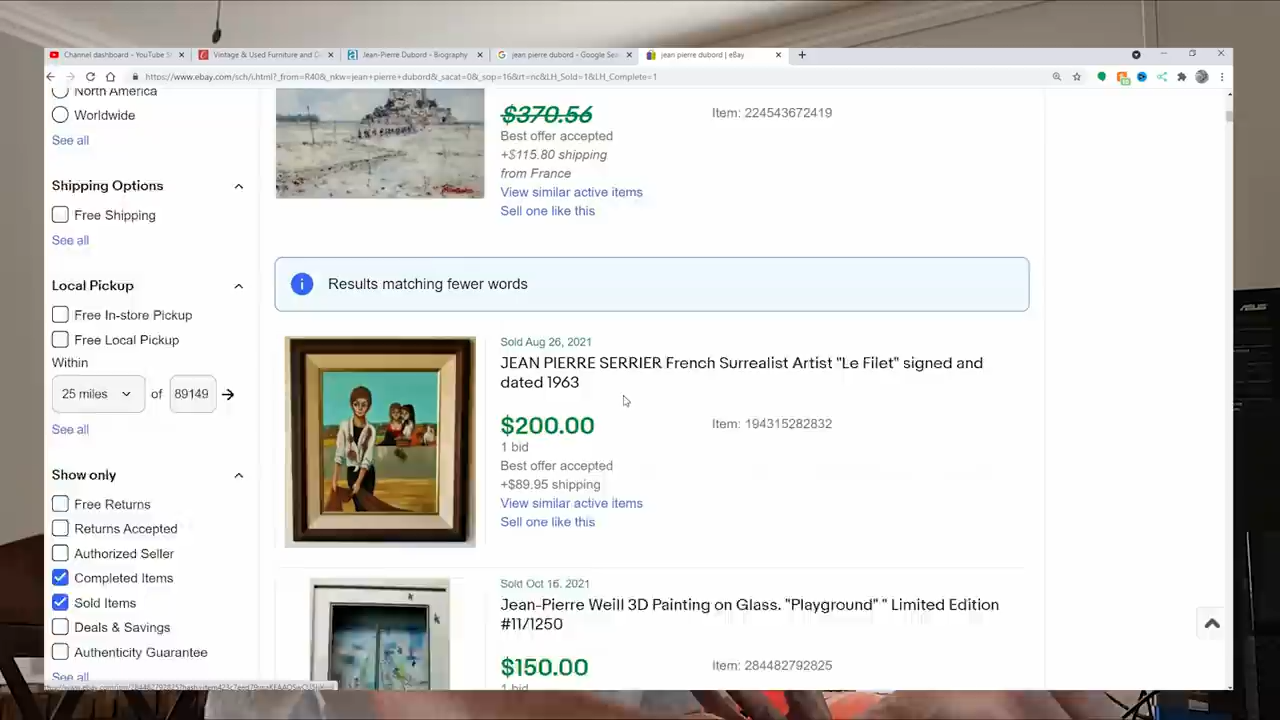 Channel dashboard - YouTube S
Vintage & Used Furniture and D
Jean-Pierre Dubord - Biography
jean pierre dubord - Google Sea
jean pierre dubord | eBay
https://www.ebay.com/sch/i.html?_from=R40&_nkw=jean+pierre+dubord&_sacat=0&_sop=16&rt=nc&LH_Sold=1&LH_Complete=1
North America
Worldwide
See all
Shipping Options
Free Shipping
See all
Local Pickup
Free In-store Pickup
Free Local Pickup
Within
25 miles of 89149
See all
Show only
Free Returns
Returns Accepted
Authorized Seller
Completed Items
Sold Items
Deals & Savings
Authenticity Guarantee
See all
$370.56
Item: 224543672419
Best offer accepted
+$115.80 shipping
from France
View similar active items
Sell one like this
Results matching fewer words
Sold Aug 26, 2021
JEAN PIERRE SERRIER French Surrealist Artist "Le Filet" signed and
dated 1963
$200.00
Item: 194315282832
1 bid
Best offer accepted
+$89.95 shipping
View similar active items
Sell one like this
Sold Oct 16, 2021
Jean-Pierre Weill 3D Painting on Glass. "Playground" " Limited Edition
#11/1250
$150.00
Item: 284482792825
1 bid
ASUS